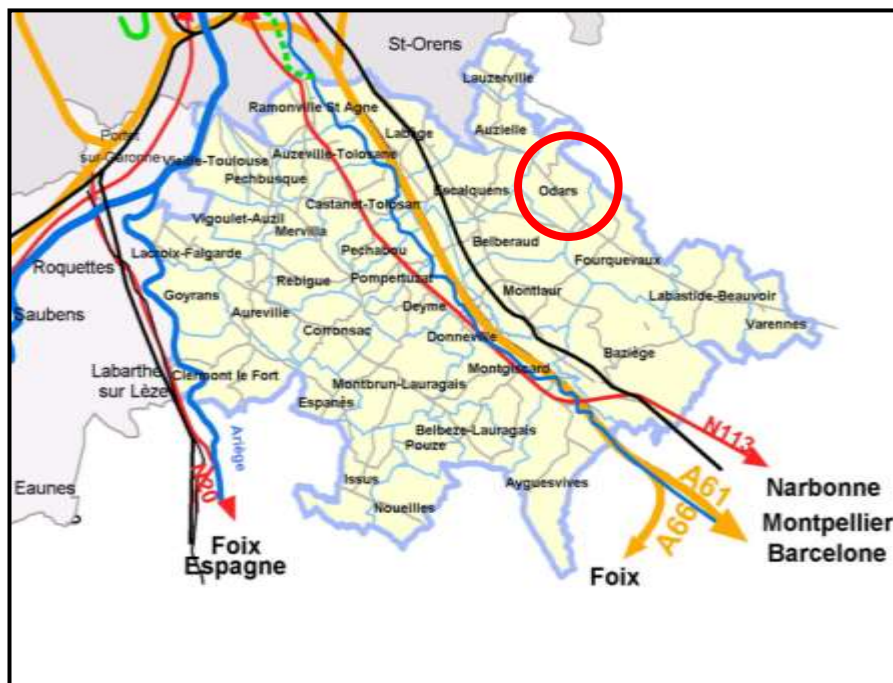 St-Orens
Lauzerville
Ramonville St Agne
Auzielle
Labège
Portet
sur-Garonne
Vieille-Toulouse
Auzeville-Tolosane
Pechbusque
Escalquens
Odars
Castanet-Tolosan
Vigoulet-Auzil
Mervilla
Belberaud
Lacroix-Falgarde
Pechabou
Fourquevaux
Roquettes
Rebigue
Pompertuzat
Goyrans
Montlaur
Labastide-Beauvoir
Saubens
Aureville
Deyme
Varennes
Corronsac
Donneville
Baziège
Labarthe
sur Lèze
Clermont le Fort
Montgiscard
Montbrun-Lauragais
Espanès
Belbeze-Lauragais
Pouze
N113
Ariège
Issus
Ayguesvives
Eaunes
N20
Noueilles
A61
A66
Narbonne
Montpellier
Barcelone
Foix
Espagne
Foix